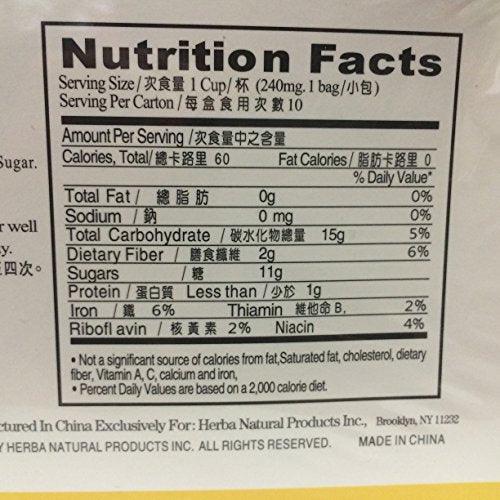 Nutrition Facts
Serving Size/次食量 1 Cup/杯 (240mg. 1 bag/小包)
Serving Per Carton/每盒食用次數10
Amount Per Serving /次食量中之含量
Calories, Total/總卡路里 60 Fat Calories/脂肪卡路里 0
% Daily Value*
Total Fat / 總脂肪 0g 0%
Sodium / 鈉 0 mg 0%
Total Carbohydrate / 碳水化物總量 15g 5%
Dietary Fiber / 膳食纖維 2g 6%
Sugars / 糖 11g
Protein / 蛋白質 Less than /少於 1g
Iron / 鐵 6% Thiamin 維他命B, 2%
Ribofl avin / 核黃素 2% Niacin 4%
• Not a significant source of calories from fat,Saturated fat, cholesterol, dietary
fiber, Vitamin A, C, calcium and iron,
• Percent Daily Values are based on a 2,000 calorie diet.
Sugar.
r well
y.
四次。
ctured In China Exclusively For: Herba Natural Products Inc., Brooklyn, NY 11232
Y HERBA NATURAL PRODUCTS INC. ALL RIGHTS RESERVED. MADE IN CHINA